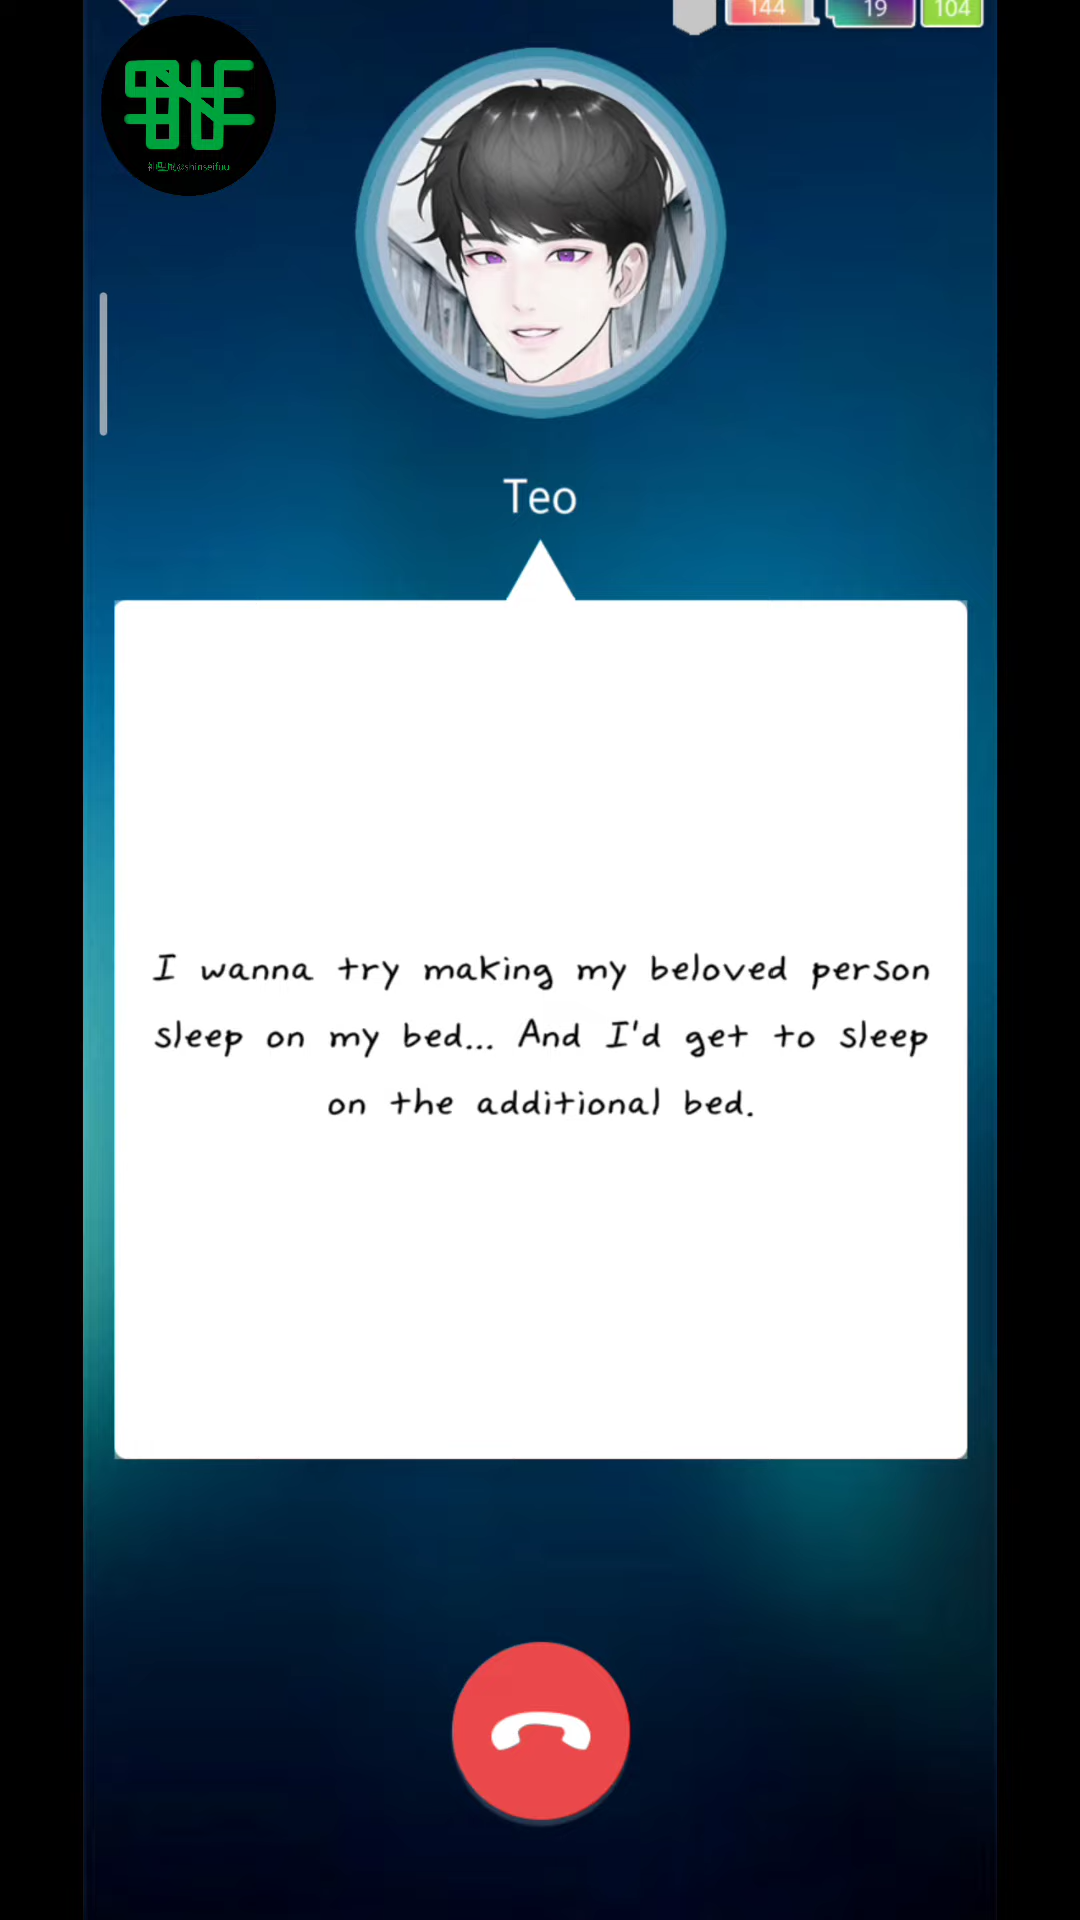 144 19 104
@shinseifuu
Teo
I wanna try making my beloved person
sleep on my bed... And I'd get to sleep
on the additional bed.